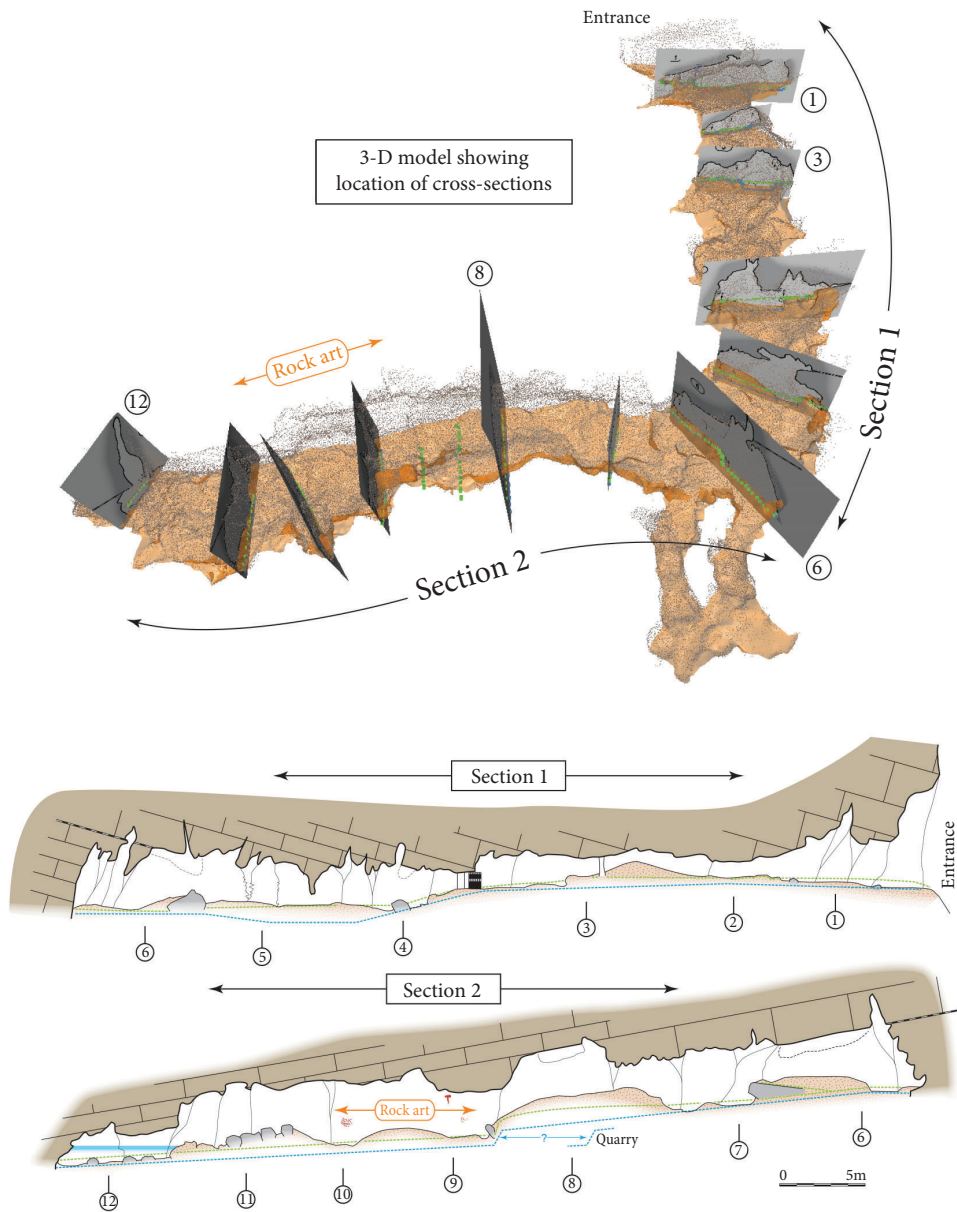 Entrance
①
3-D model showing
location of cross-sections
③
⑧
Rock art
Section 1
⑫
Section 2
⑥
Section 1
Entrance
⑥ ⑤ ④ ③ ② ①
Section 2
Rock art
? Quarry
⑫ ⑪ ⑩ ⑨ ⑧ ⑦ ⑥
0 5m